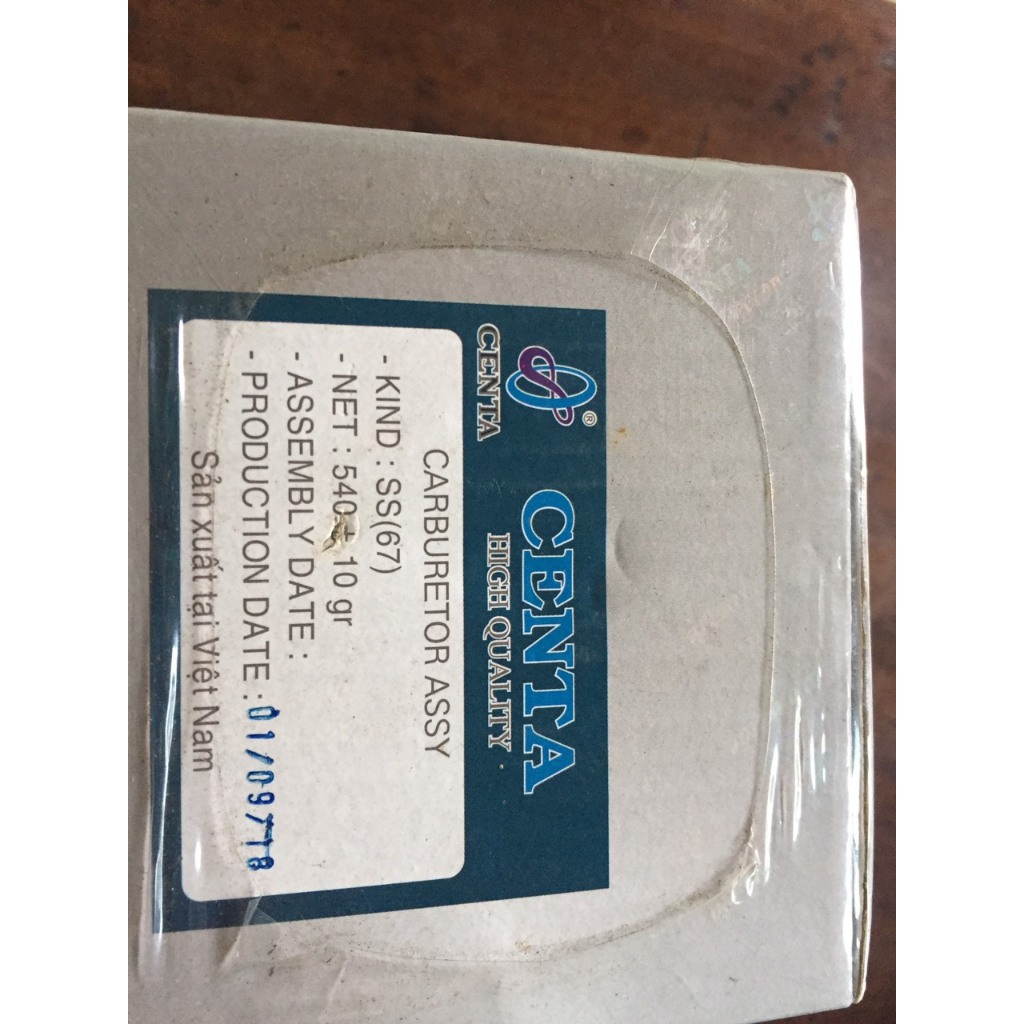 ®
CENTA
CENTA
HIGH QUALITY
CARBURETOR ASSY
- KIND : SS(67)
- NET : 540 ± 10 gr
- ASSEMBLY DATE :
- PRODUCTION DATE : 01/09/18
Sản xuất tại Việt Nam